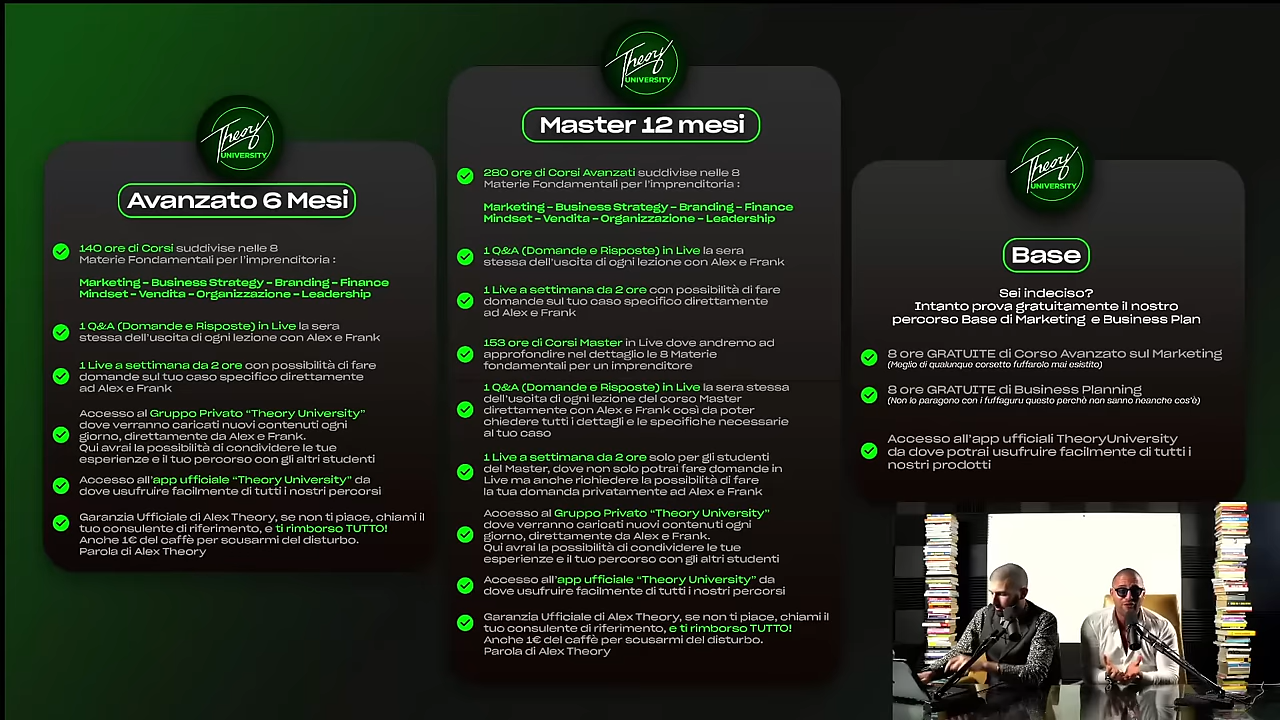 Theory
UNIVERSITY
Avanzato 6 Mesi
140 ore di Corsi suddivise nelle 8
Materie Fondamentali per l'imprenditoria :
Marketing - Business Strategy - Branding - Finance
Mindset - Vendita - Organizzazione - Leadership
1 Q&A (Domande e Risposte) in Live la sera
stessa dell'uscita di ogni lezione con Alex e Frank
1 Live a settimana da 2 ore con possibilità di fare
domande sul tuo caso specifico direttamente
ad Alex e Frank
Accesso al Gruppo Privato "Theory University"
dove verranno caricati nuovi contenuti ogni
giorno, direttamente da Alex e Frank.
Qui avrai la possibilità di condividere le tue
esperienze e il tuo percorso con gli altri studenti
Accesso all'app ufficiale "Theory University" da
dove usufruire facilmente di tutti i nostri percorsi
Garanzia Ufficiale di Alex Theory, se non ti piace, chiami il
tuo consulente di riferimento, e ti rimborso TUTTO!
Anche 1€ del caffè per scusarmi del disturbo.
Parola di Alex Theory
Theory
UNIVERSITY
Master 12 mesi
280 ore di Corsi Avanzati suddivise nelle 8
Materie Fondamentali per l'imprenditoria :
Marketing - Business Strategy - Branding - Finance
Mindset - Vendita - Organizzazione - Leadership
1 Q&A (Domande e Risposte) in Live la sera
stessa dell'uscita di ogni lezione con Alex e Frank
1 Live a settimana da 2 ore con possibilità di fare
domande sul tuo caso specifico direttamente
ad Alex e Frank
153 ore di Corsi Master in Live dove andremo ad
approfondire nel dettaglio le 8 Materie
fondamentali per un imprenditore
1 Q&A (Domande e Risposte) in Live la sera stessa
dell'uscita di ogni lezione del corso Master
direttamente con Alex e Frank così da poter
chiedere tutti i dettagli e le specifiche necessarie
al tuo caso
1 Live a settimana da 2 ore solo per gli studenti
del Master, dove non solo potrai fare domande in
Live ma anche richiedere la possibilità di fare
la tua domanda privatamente ad Alex e Frank
Accesso al Gruppo Privato "Theory University"
dove verranno caricati nuovi contenuti ogni
giorno, direttamente da Alex e Frank.
Qui avrai la possibilità di condividere le tue
esperienze e il tuo percorso con gli altri studenti
Accesso all'app ufficiale "Theory University" da
dove usufruire facilmente di tutti i nostri percorsi
Garanzia Ufficiale di Alex Theory, se non ti piace, chiami il
tuo consulente di riferimento, e ti rimborso TUTTO!
Anche 1€ del caffè per scusarmi del disturbo.
Parola di Alex Theory
Theory
UNIVERSITY
Base
Sei indeciso?
Intanto prova gratuitamente il nostro
percorso Base di Marketing e Business Plan
8 ore GRATUITE di Corso Avanzato sul Marketing
(Meglio di qualunque corsetto fuffarolo mai esistito)
8 ore GRATUITE di Business Planning
(Non lo paragono con i fuffaguru questo perchè non sanno neanche cos'è)
Accesso all'app ufficiali TheoryUniversity
da dove potrai usufruire facilmente di tutti i
nostri prodotti